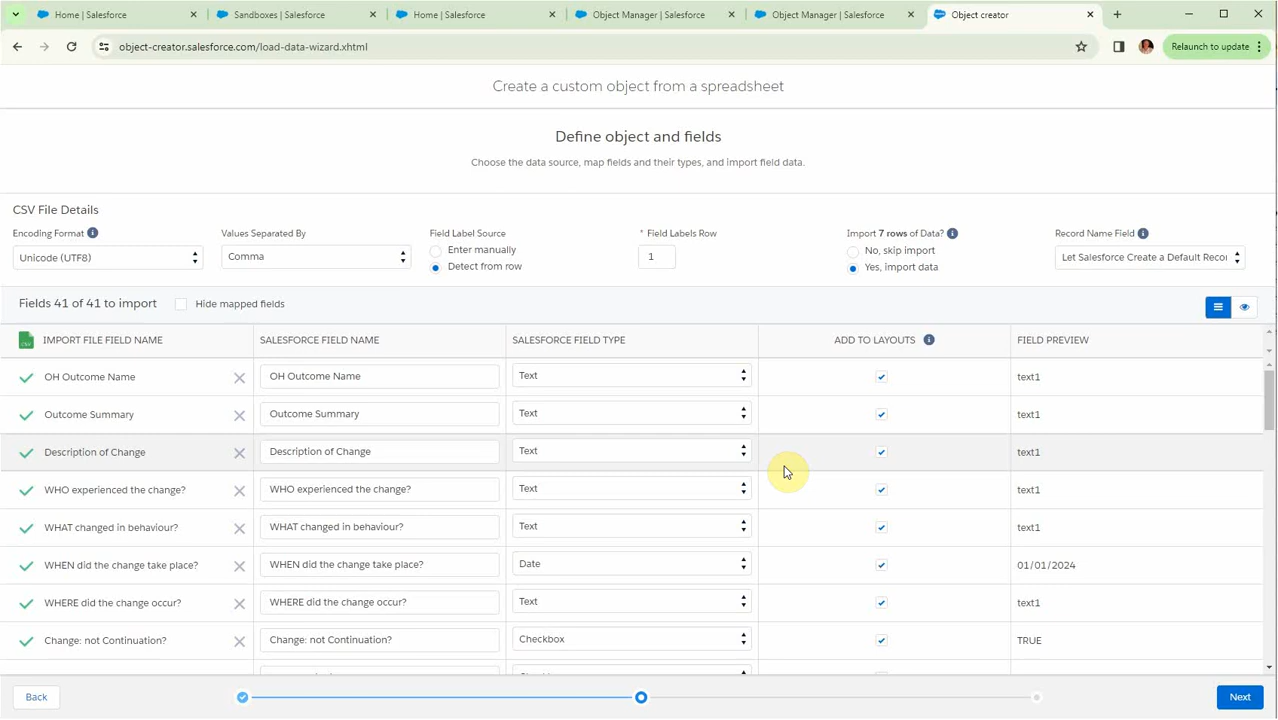 Home | Salesforce
Sandboxes | Salesforce
Home | Salesforce
Object Manager | Salesforce
Object Manager | Salesforce
Object creator
object-creator.salesforce.com/load-data-wizard.xhtml
Relaunch to update
Create a custom object from a spreadsheet
Define object and fields
Choose the data source, map fields and their types, and import field data.
CSV File Details
Encoding Format
Values Separated By
Field Label Source
* Field Labels Row
Import 7 rows of Data?
Record Name Field
Unicode (UTF8)
Comma
Enter manually
Detect from row
1
No, skip import
Yes, import data
Let Salesforce Create a Default Recor
Fields 41 of 41 to import
Hide mapped fields
CSV
IMPORT FILE FIELD NAME
SALESFORCE FIELD NAME
SALESFORCE FIELD TYPE
ADD TO LAYOUTS
FIELD PREVIEW
OH Outcome Name
OH Outcome Name
Text
text1
Outcome Summary
Outcome Summary
Text
text1
Description of Change
Description of Change
Text
text1
WHO experienced the change?
WHO experienced the change?
Text
text1
WHAT changed in behaviour?
WHAT changed in behaviour?
Text
text1
WHEN did the change take place?
WHEN did the change take place?
Date
01/01/2024
WHERE did the change occur?
WHERE did the change occur?
Text
text1
Change: not Continuation?
Change: not Continuation?
Checkbox
TRUE
Back
Next